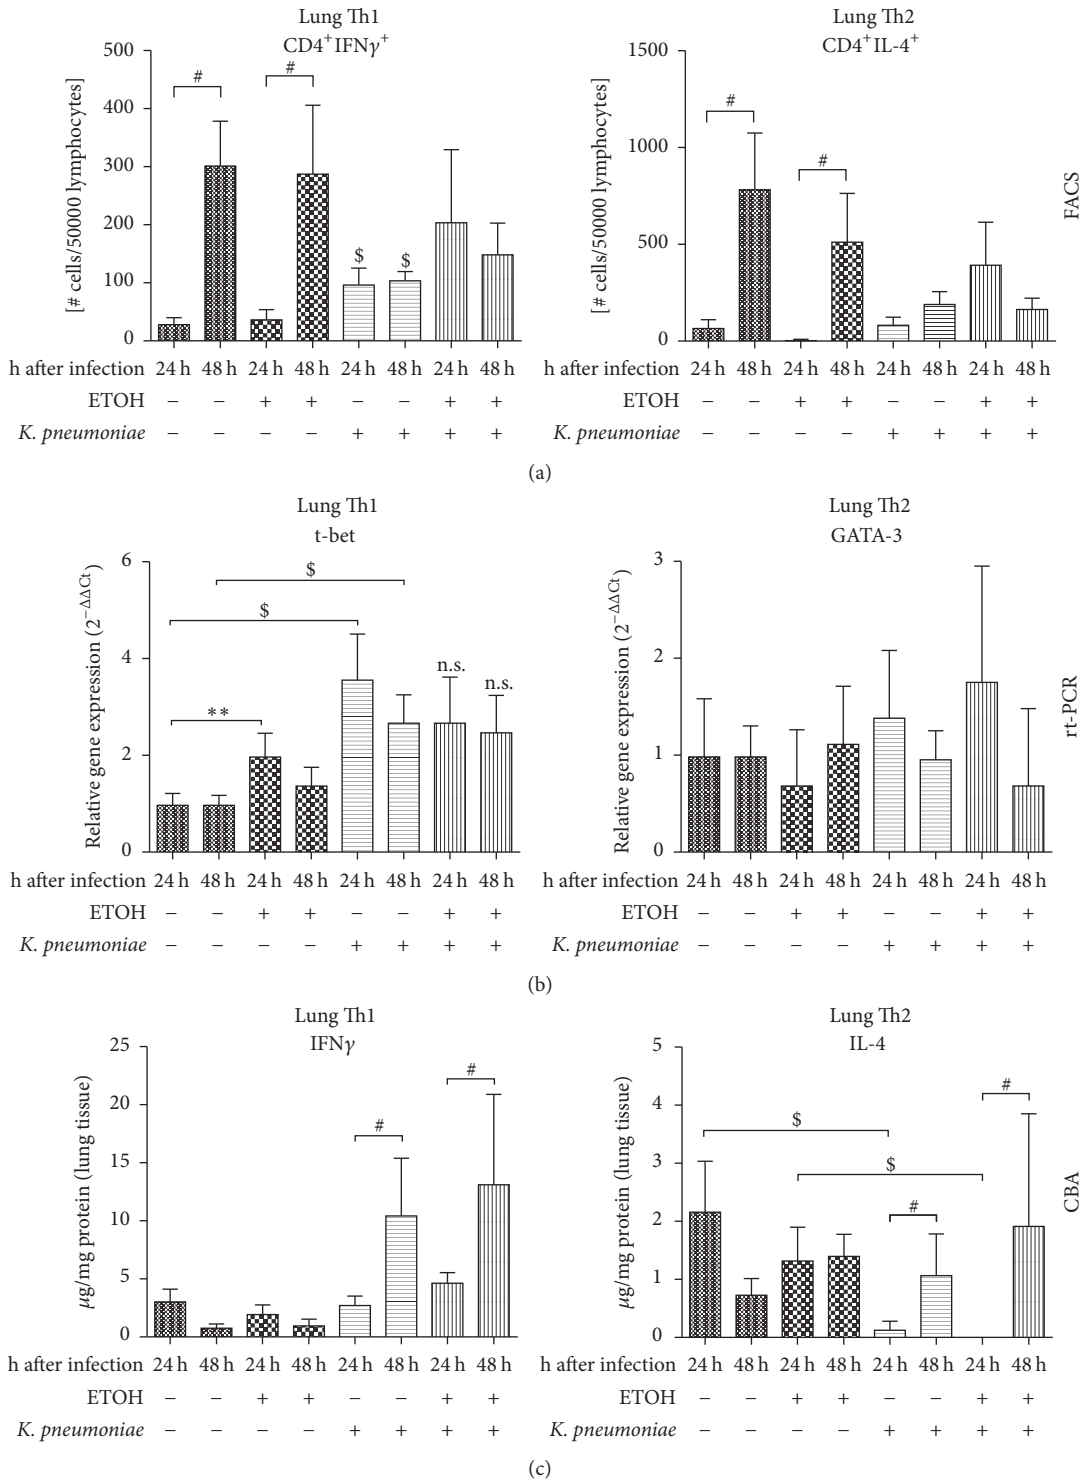 Lung Th1
CD4⁺IFNγ⁺
[# cells/50000 lymphocytes]
500
400
300
200
100
0
#
#
$
$
h after infection 24 h 48 h 24 h 48 h 24 h 48 h 24 h 48 h
ETOH − − + + − − + +
K. pneumoniae − − − − + + + +
Lung Th2
CD4⁺IL-4⁺
[# cells/50000 lymphocytes]
1500
1000
500
0
#
#
h after infection 24 h 48 h 24 h 48 h 24 h 48 h 24 h 48 h
ETOH − − + + − − + +
K. pneumoniae − − − − + + + +
FACS
(a)
Lung Th1
t-bet
Relative gene expression (2^−ΔΔCt)
6
4
2
0
$
$
**
n.s.
n.s.
h after infection 24 h 48 h 24 h 48 h 24 h 48 h 24 h 48 h
ETOH − − + + − − + +
K. pneumoniae − − − − + + + +
Lung Th2
GATA-3
Relative gene expression (2^−ΔΔCt)
3
2
1
0
h after infection 24 h 48 h 24 h 48 h 24 h 48 h 24 h 48 h
ETOH − − + + − − + +
K. pneumoniae − − − − + + + +
rt-PCR
(b)
Lung Th1
IFNγ
μg/mg protein (lung tissue)
25
20
15
10
5
0
#
#
h after infection 24 h 48 h 24 h 48 h 24 h 48 h 24 h 48 h
ETOH − − + + − − + +
K. pneumoniae − − − − + + + +
Lung Th2
IL-4
μg/mg protein (lung tissue)
5
4
3
2
1
0
$
$
#
#
h after infection 24 h 48 h 24 h 48 h 24 h 48 h 24 h 48 h
ETOH − − + + − − + +
K. pneumoniae − − − − + + + +
CBA
(c)